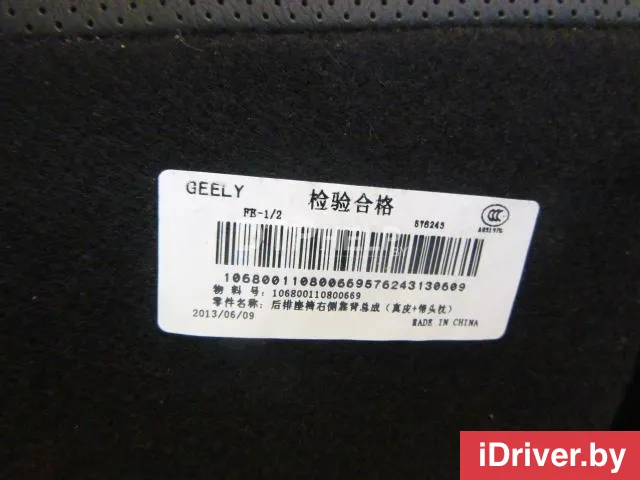 GEELY 检验合格
FE-1/2 576243
A031975
106800110800669576243130609
物料号: 106800110800669
零件名称: 后排座椅右侧靠背总成(真皮+带头枕)
2013/06/09 MADE IN CHINA
iDriver.by